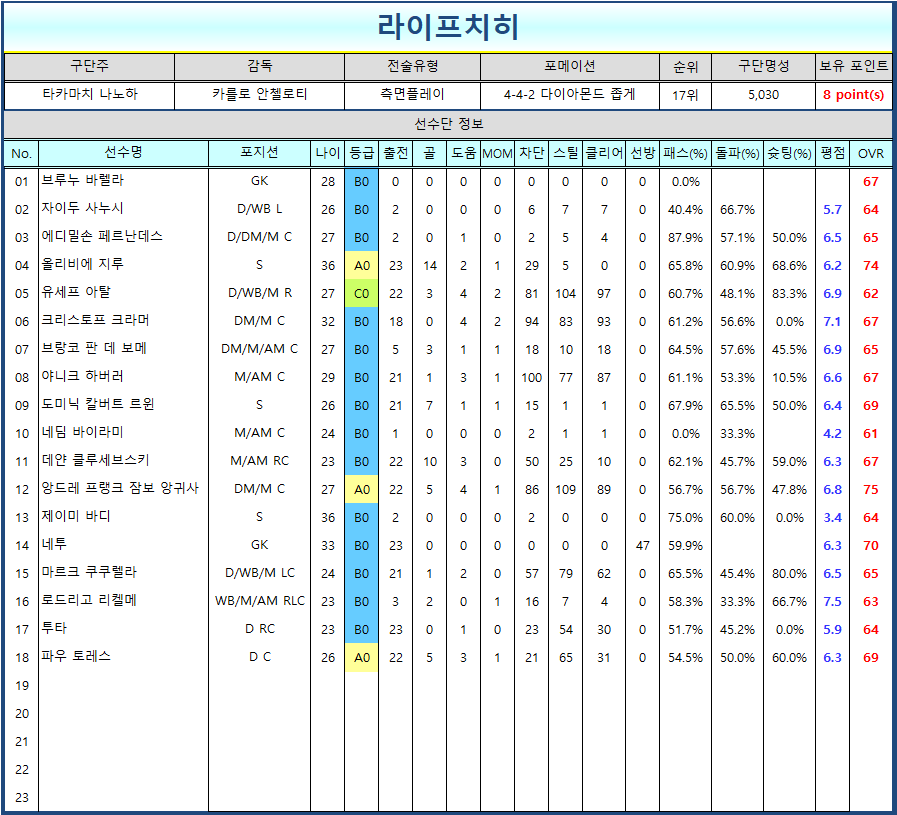 라이프치히
구단주 감독 전술유형 포메이션 순위 구단명성 보유 포인트
타카마치 나노하 카를로 안첼로티 측면플레이 4-4-2 다이아몬드 좁게 17위 5,030 8 point(s)
선수단 정보
No. 선수명 포지션 나이 등급 출전 골 도움 MOM 차단 스틸 클리어 선방 패스(%) 돌파(%) 슛팅(%) 평점 OVR
01 브루누 바렐라 GK 28 B0 0 0 0 0 0 0 0 0 0.0% 67
02 자이두 사누시 D/WB L 26 B0 2 0 0 0 6 7 7 0 40.4% 66.7% 5.7 64
03 에디밀손 페르난데스 D/DM/M C 27 B0 2 0 1 0 2 5 4 0 87.9% 57.1% 50.0% 6.5 65
04 올리비에 지루 S 36 A0 23 14 2 1 29 5 0 0 65.8% 60.9% 68.6% 6.2 74
05 유세프 아탈 D/WB/M R 27 C0 22 3 4 2 81 104 97 0 60.7% 48.1% 83.3% 6.9 62
06 크리스토프 크라머 DM/M C 32 B0 18 0 4 2 94 83 93 0 61.2% 56.6% 0.0% 7.1 67
07 브랑코 판 데 보메 DM/M/AM C 27 B0 5 3 1 1 18 10 18 0 64.5% 57.6% 45.5% 6.9 65
08 야니크 하버러 M/AM C 29 B0 21 1 3 1 100 77 87 0 61.1% 53.3% 10.5% 6.6 67
09 도미닉 칼버트 르윈 S 26 B0 21 7 1 1 15 1 1 0 67.9% 65.5% 50.0% 6.4 69
10 네딤 바이라미 M/AM C 24 B0 1 0 0 0 2 1 1 0 0.0% 33.3% 4.2 61
11 데얀 클루세브스키 M/AM RC 23 B0 22 10 3 0 50 25 10 0 62.1% 45.7% 59.0% 6.3 67
12 앙드레 프랭크 잠보 앙귀사 DM/M C 27 A0 22 5 4 1 86 109 89 0 56.7% 56.7% 47.8% 6.8 75
13 제이미 바디 S 36 B0 2 0 0 0 2 0 0 0 75.0% 60.0% 0.0% 3.4 64
14 네투 GK 33 B0 23 0 0 0 0 0 0 47 59.9% 6.3 70
15 마르크 쿠쿠렐라 D/WB/M LC 24 B0 21 1 2 0 57 79 62 0 65.5% 45.4% 80.0% 6.5 65
16 로드리고 리켈메 WB/M/AM RLC 23 B0 3 2 0 1 16 7 4 0 58.3% 33.3% 66.7% 7.5 63
17 투타 D RC 23 B0 23 0 1 0 23 54 30 0 51.7% 45.2% 0.0% 5.9 64
18 파우 토레스 D C 26 A0 22 5 3 1 21 65 31 0 54.5% 50.0% 60.0% 6.3 69
19
20
21
22
23